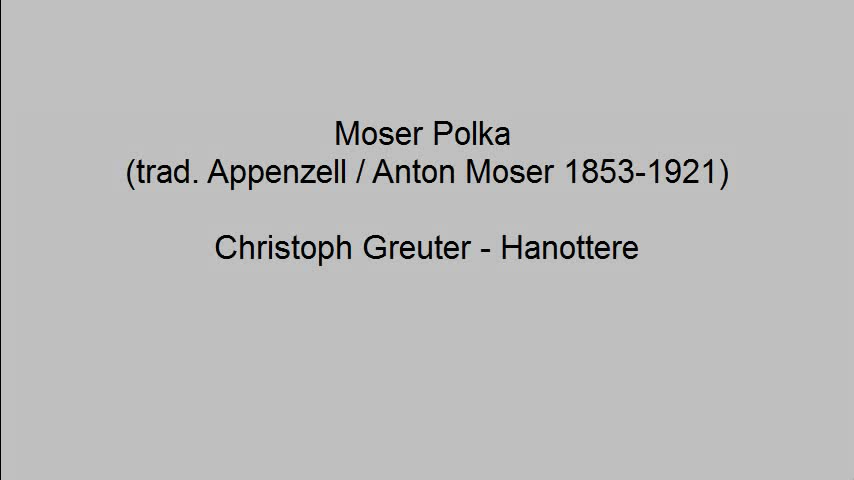 Moser Polka
(trad. Appenzell / Anton Moser 1853-1921)
Christoph Greuter - Hanottere